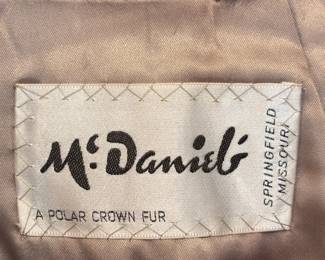 McDaniel's
A POLAR CROWN FUR
SPRINGFIELD
MISSOURI